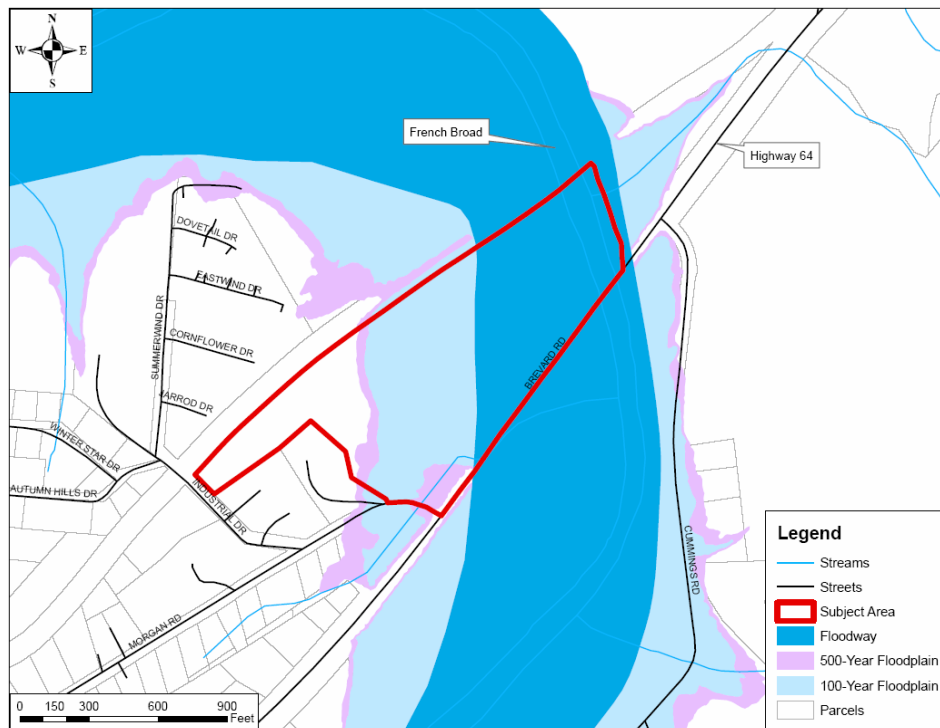 N
W E
S
French Broad
Highway 64
DOVETAIL DR
EASTWIND DR
SUMMERWIND DR
CORNFLOWER DR
BREVARD RD
JARROD DR
WINTER STAR DR
AUTUMN HILLS DR
INDUSTRIAL DR
CUMMINGS RD
MORGAN RD
Legend
Streams
Streets
Subject Area
Floodway
500-Year Floodplain
100-Year Floodplain
Parcels
0 150 300 600 900
Feet